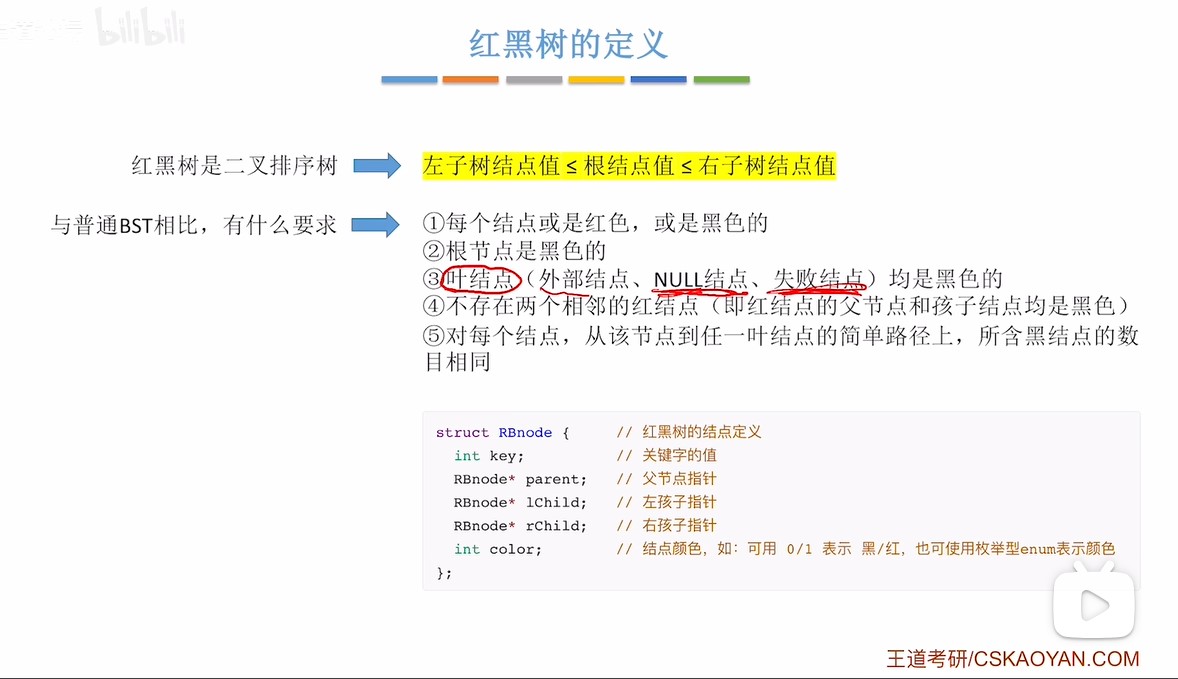 bilibili
红黑树的定义
红黑树是二叉排序树
左子树结点值 ≤ 根结点值 ≤ 右子树结点值
与普通BST相比，有什么要求
①每个结点或是红色，或是黑色的
②根节点是黑色的
③叶结点（外部结点、NULL结点、失败结点）均是黑色的
④不存在两个相邻的红结点（即红结点的父节点和孩子结点均是黑色）
⑤对每个结点，从该节点到任一叶结点的简单路径上，所含黑结点的数
目相同
struct RBnode { // 红黑树的结点定义
int key; // 关键字的值
RBnode* parent; // 父节点指针
RBnode* lChild; // 左孩子指针
RBnode* rChild; // 右孩子指针
int color; // 结点颜色，如：可用 0/1 表示 黑/红，也可使用枚举型enum表示颜色
};
王道考研/CSKAOYAN.COM